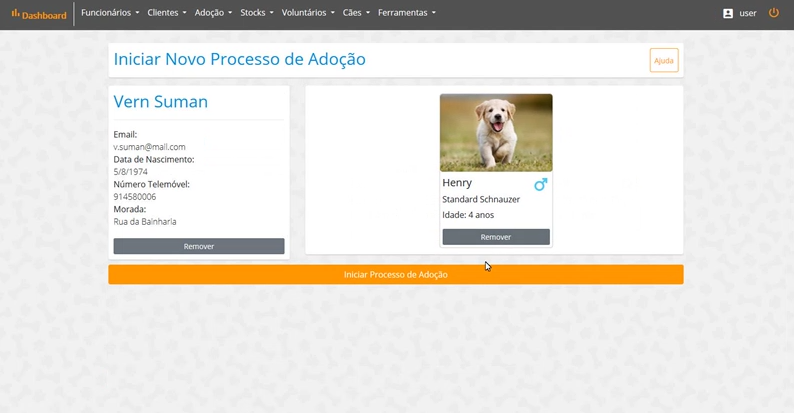 Dashboard
Funcionários
Clientes
Adoção
Stocks
Voluntários
Cães
Ferramentas
user
Iniciar Novo Processo de Adoção
Ajuda
Vern Suman
Email:
v.suman@mail.com
Data de Nascimento:
5/8/1974
Número Telemóvel:
914580006
Morada:
Rua da Bainharia
Remover
Henry
Standard Schnauzer
Idade: 4 anos
Remover
Iniciar Processo de Adoção